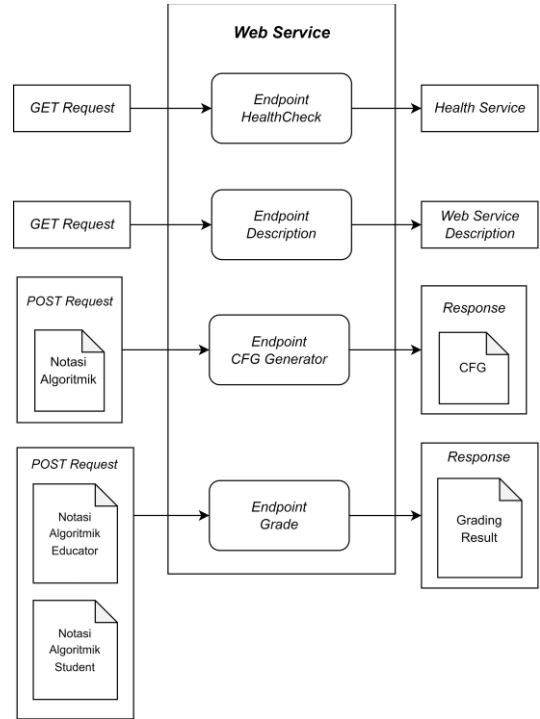 Web Service
GET Request
Endpoint
HealthCheck
Health Service
GET Request
Endpoint
Description
Web Service
Description
POST Request
Notasi
Algoritmik
Endpoint
CFG Generator
Response
CFG
POST Request
Notasi
Algoritmik
Educator
Notasi
Algoritmik
Student
Endpoint
Grade
Response
Grading
Result